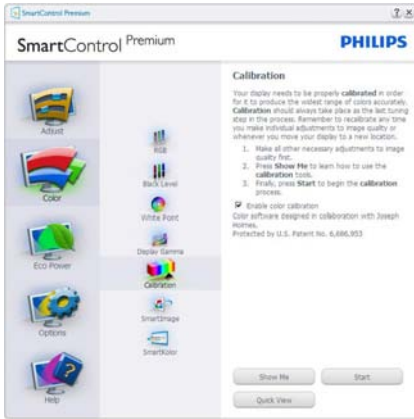 SmartControl Premium
SmartControl Premium
PHILIPS
Adjust
Color
Eco Power
Options
Help
RGB
Black Level
White Point
Display Gamma
Calibration
SmartImage
SmartKolor
Calibration
Your display needs to be properly calibrated in order
for it to produce the widest range of colors accurately.
Calibration should always take place as the last tuning
step in the process. Remember to recalibrate any time
you make individual adjustments to image quality or
whenever you move your display to a new location.
1. Make all other necessary adjustments to image
quality first.
2. Press Show Me to learn how to use the
calibration tools.
3. Finally, press Start to begin the calibration
process.
Enable color calibration
Color software designed in collaboration with Joseph
Holmes.
Protected by U.S. Patent No. 6,686,953
Show Me
Start
Quick View